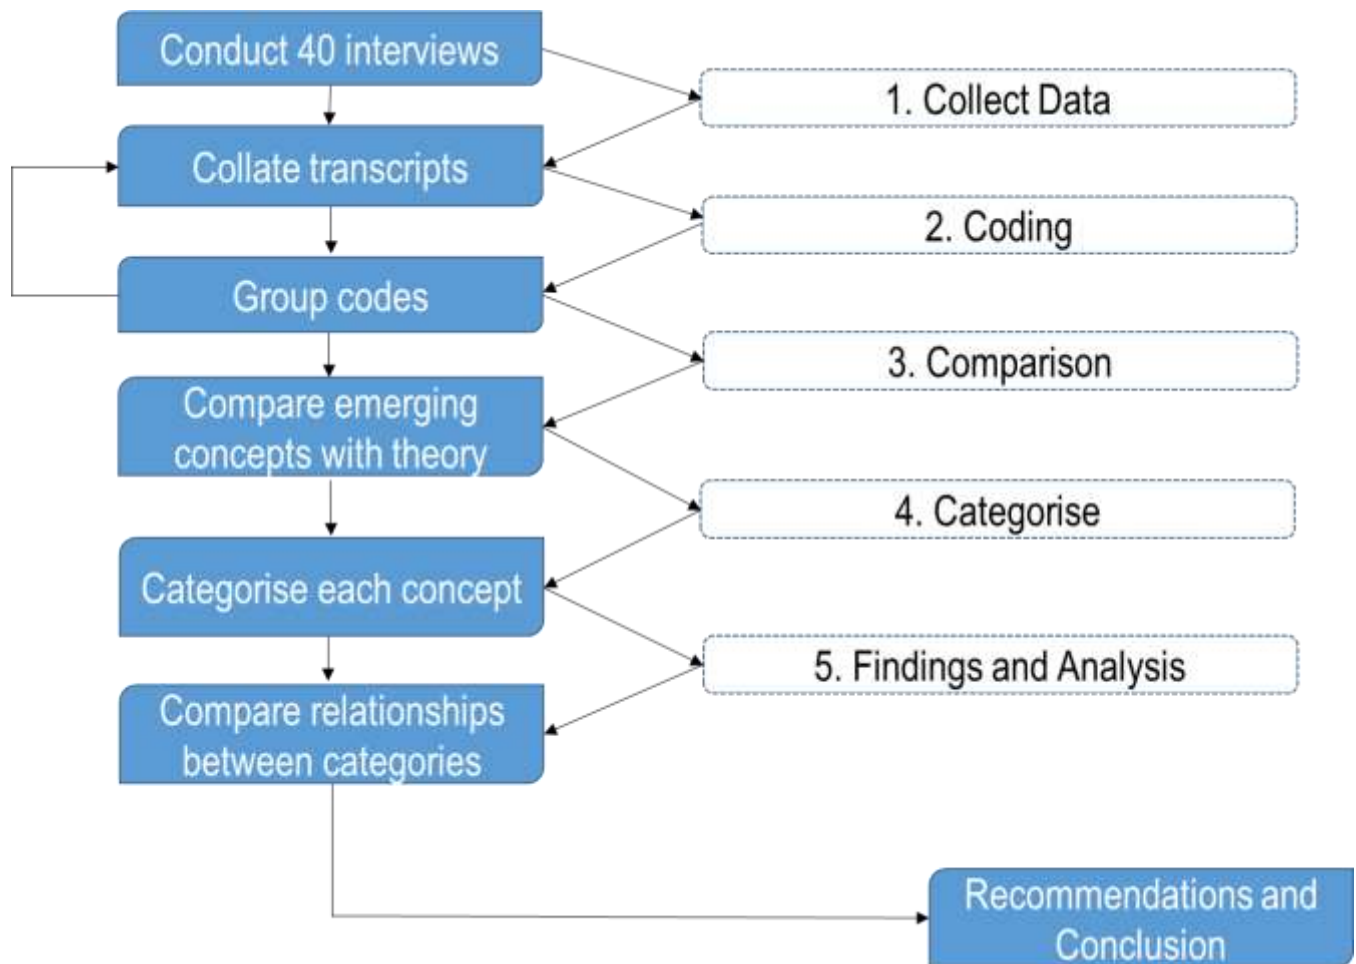 Conduct 40 interviews
1. Collect Data
Collate transcripts
2. Coding
Group codes
3. Comparison
Compare emerging
concepts with theory
4. Categorise
Categorise each concept
5. Findings and Analysis
Compare relationships
between categories
Recommendations and
Conclusion